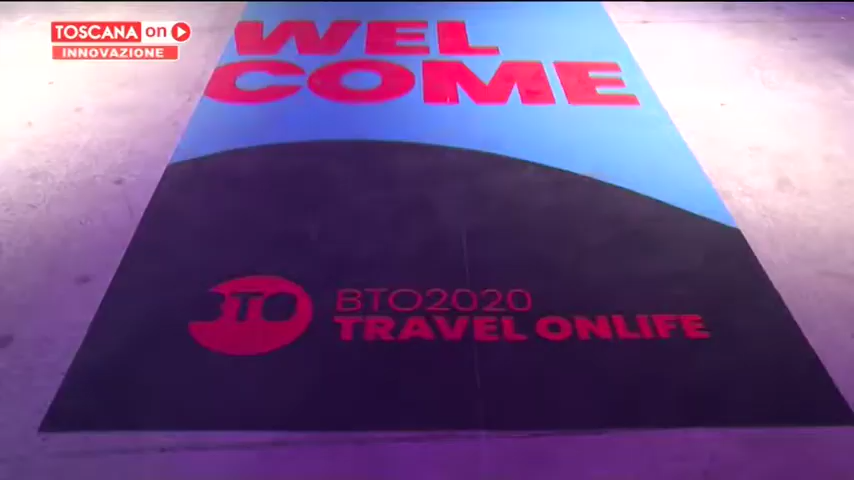 TOSCANA on
INNOVAZIONE
WEL
COME
BTO
BTO2020
TRAVEL ONLIFE